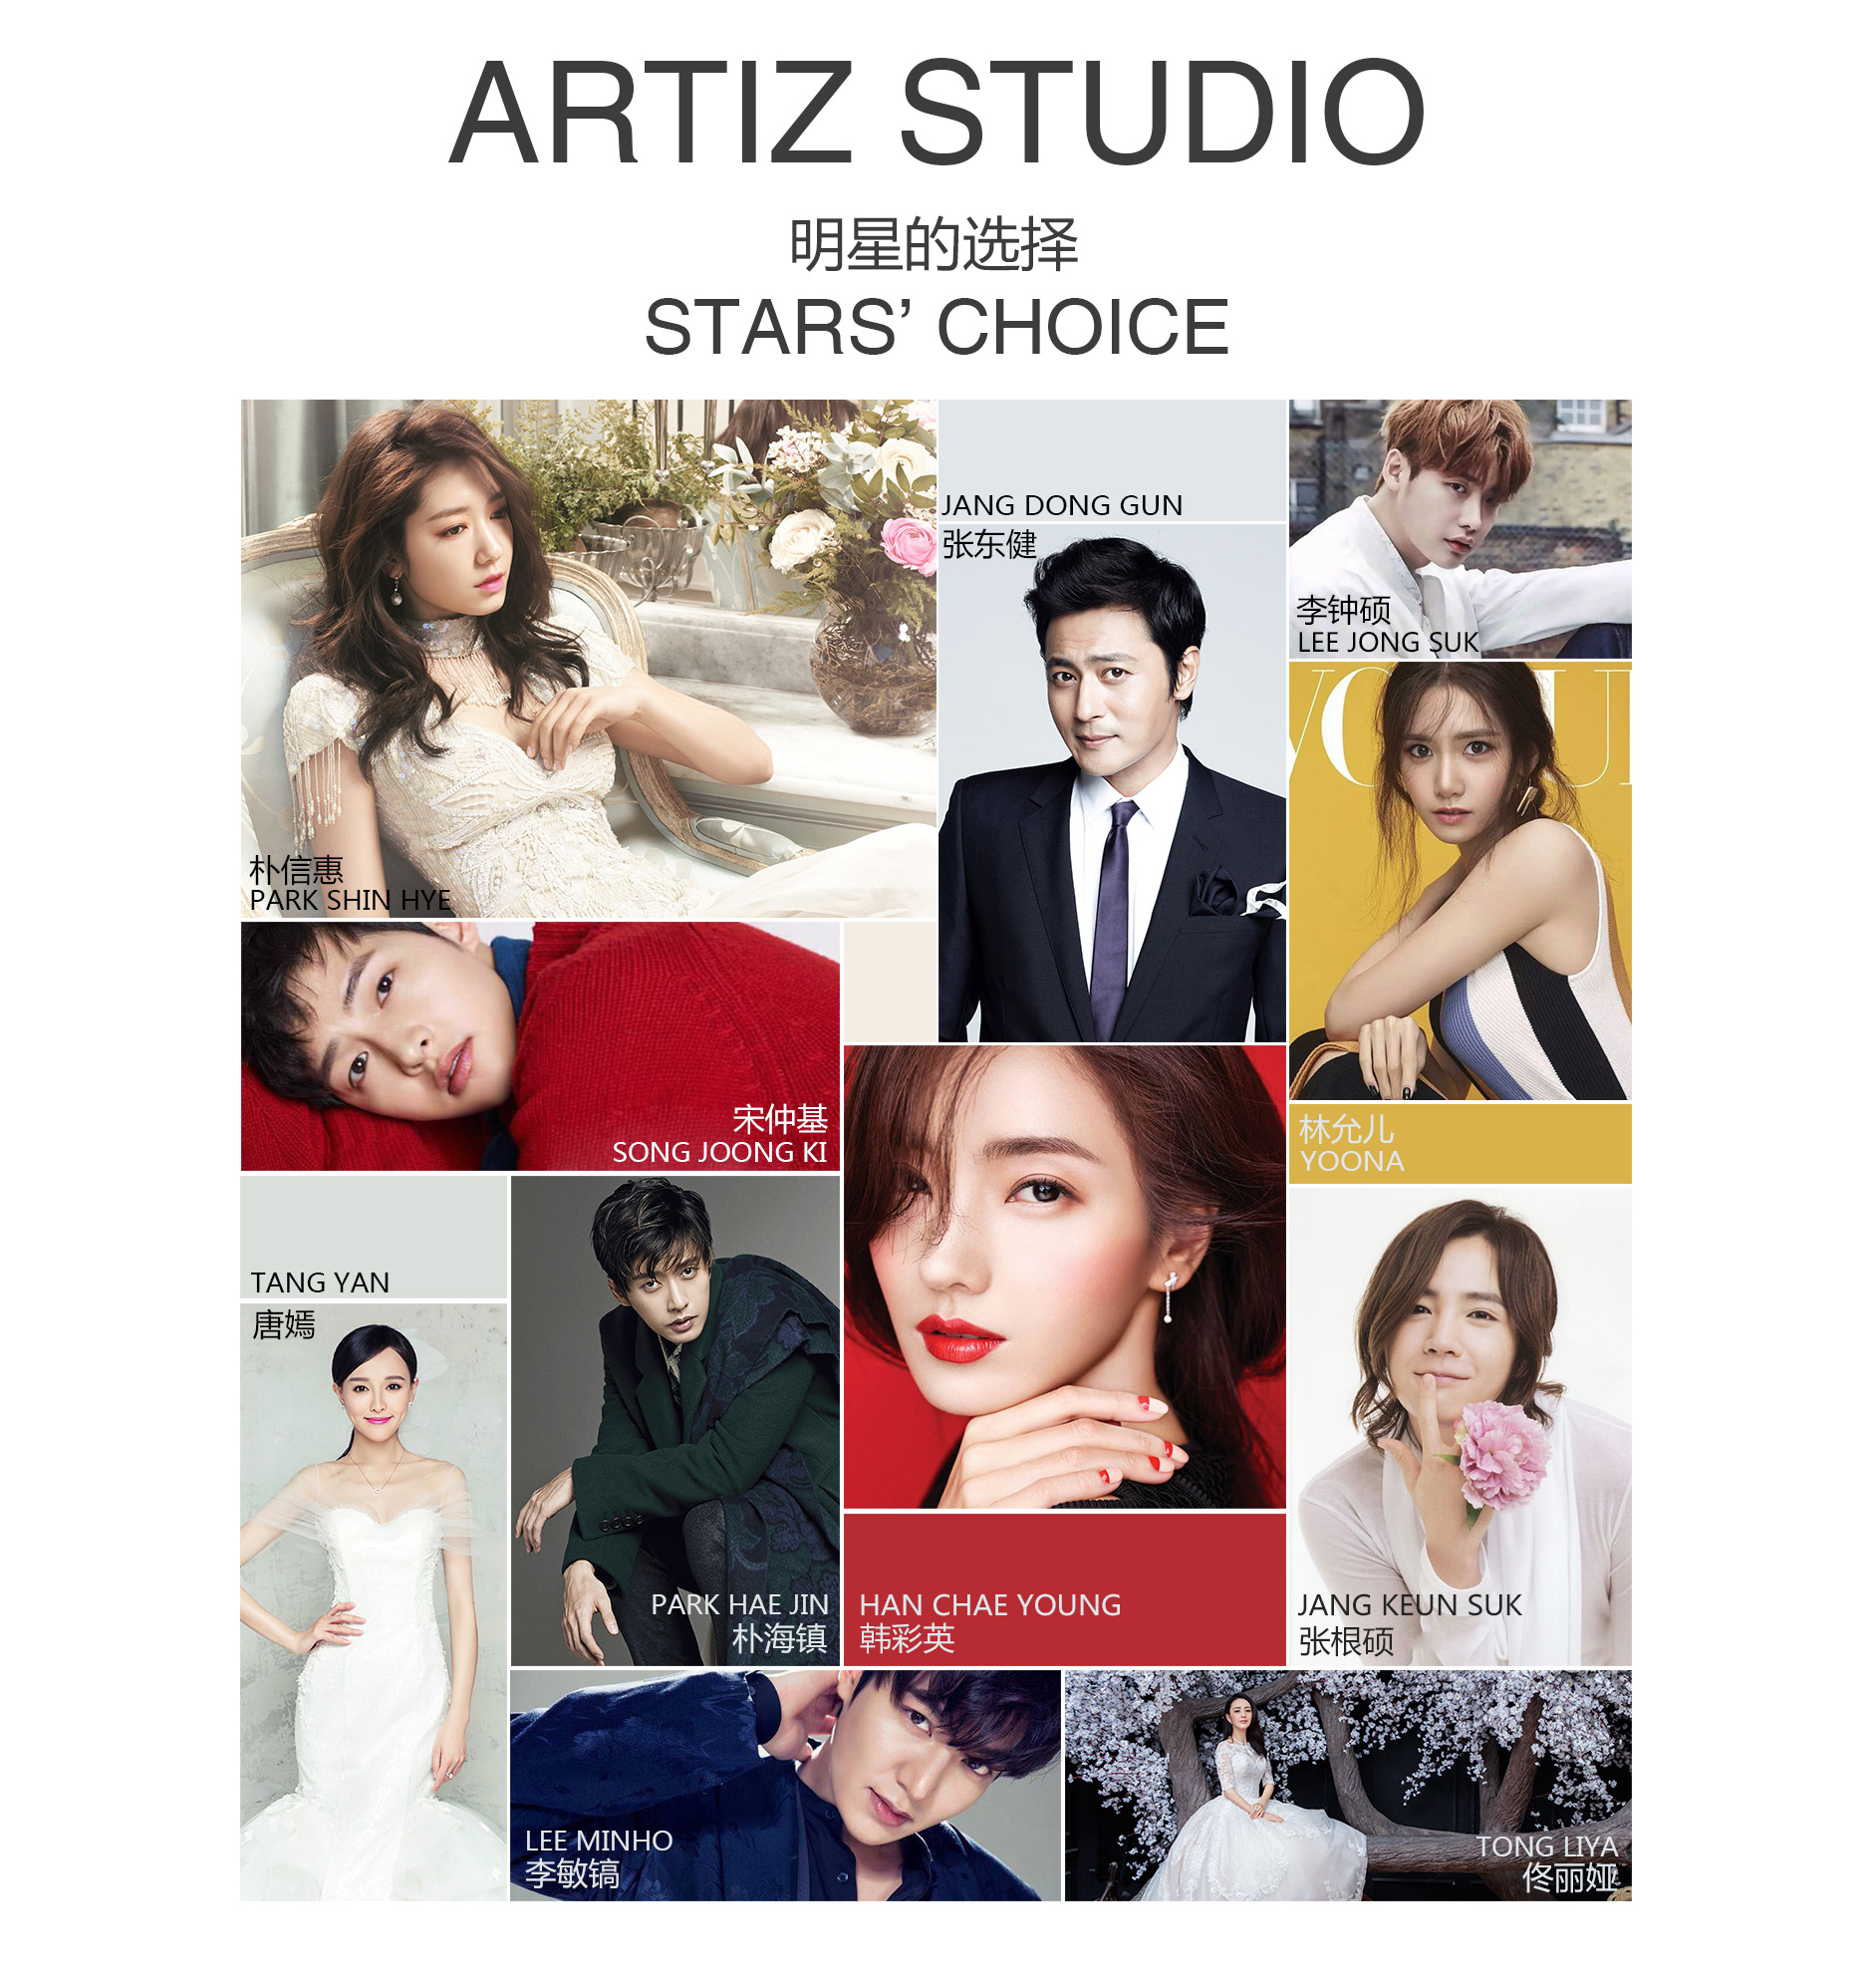 ARTIZ STUDIO
明星的选择
STARS’ CHOICE
JANG DONG GUN
张东健
李钟硕
LEE JONG SUK
朴信惠
PARK SHIN HYE
宋仲基
SONG JOONG KI
林允儿
YOONA
TANG YAN
唐嫣
PARK HAE JIN
朴海镇
HAN CHAE YOUNG
韩彩英
JANG KEUN SUK
张根硕
LEE MINHO
李敏镐
TONG LIYA
佟丽娅